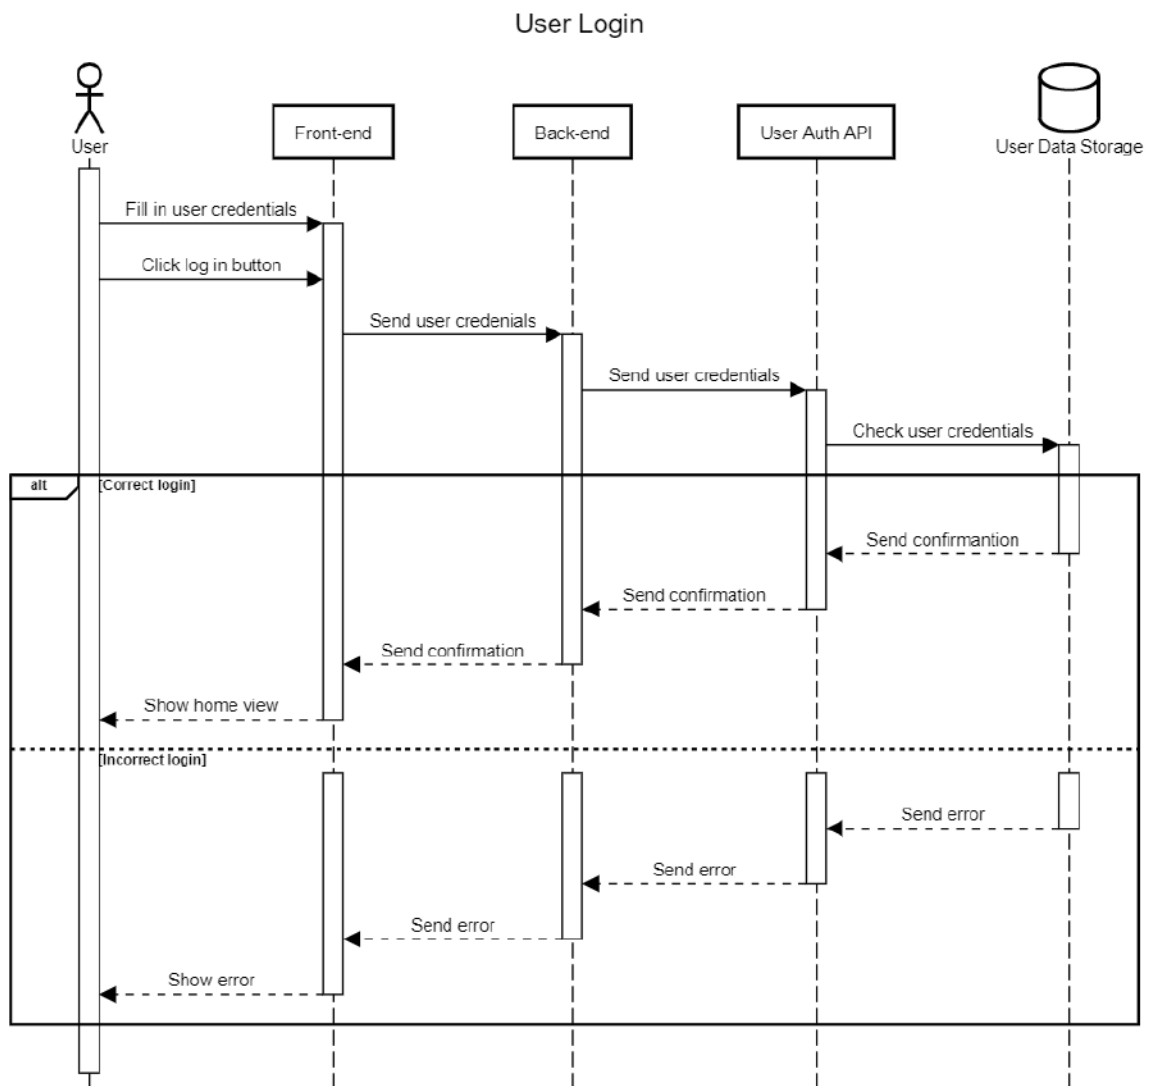 User Login
User
Front-end
Back-end
User Auth API
User Data Storage
Fill in user credentials
Click log in button
Send user credenials
Send user credentials
Check user credentials
alt
[Correct login]
Send confirmantion
Send confirmation
Send confirmation
Show home view
[Incorrect login]
Send error
Send error
Send error
Show error